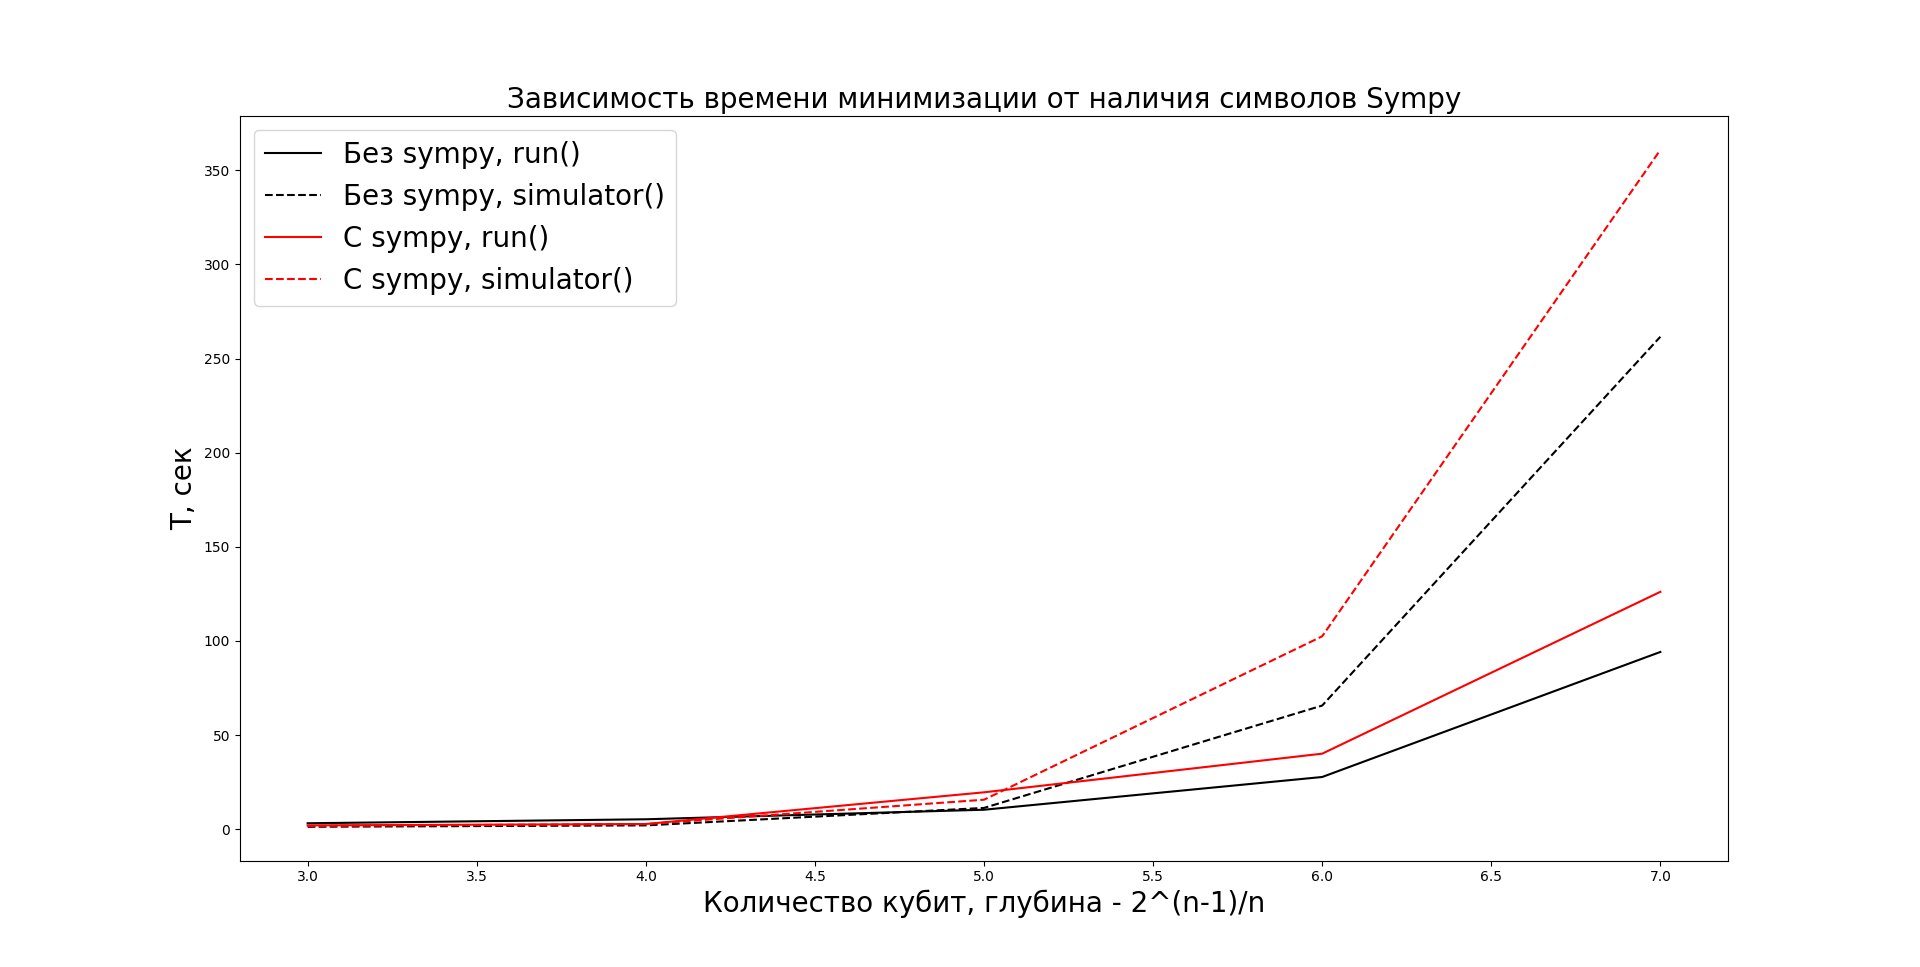 Зависимость времени минимизации от наличия символов Sympy
Без sympy, run()
Без sympy, simulator()
С sympy, run()
С sympy, simulator()
350
300
250
200
150
100
50
0
Т, сек
3.0 3.5 4.0 4.5 5.0 5.5 6.0 6.5 7.0
Количество кубит, глубина - 2^(n-1)/n